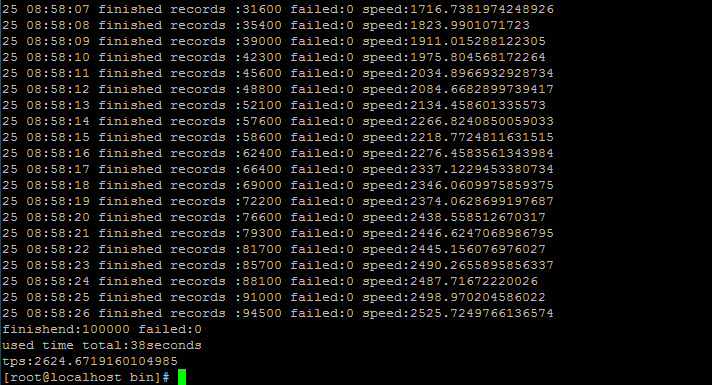 25 08:58:07 finished records :31600 failed:0 speed:1716.7381974248926
25 08:58:08 finished records :35400 failed:0 speed:1823.9901071723
25 08:58:09 finished records :39000 failed:0 speed:1911.015288122305
25 08:58:10 finished records :42300 failed:0 speed:1975.804568172264
25 08:58:11 finished records :45600 failed:0 speed:2034.8966932928734
25 08:58:12 finished records :48800 failed:0 speed:2084.6682899739417
25 08:58:13 finished records :52100 failed:0 speed:2134.458601335573
25 08:58:14 finished records :57600 failed:0 speed:2266.8240850059033
25 08:58:15 finished records :58600 failed:0 speed:2218.7724811631515
25 08:58:16 finished records :62400 failed:0 speed:2276.4583561343984
25 08:58:17 finished records :66400 failed:0 speed:2337.1229453380734
25 08:58:18 finished records :69000 failed:0 speed:2346.0609975859375
25 08:58:19 finished records :72200 failed:0 speed:2374.0628699197687
25 08:58:20 finished records :76600 failed:0 speed:2438.558512670317
25 08:58:21 finished records :79300 failed:0 speed:2446.6247068986795
25 08:58:22 finished records :81700 failed:0 speed:2445.156076976027
25 08:58:23 finished records :85700 failed:0 speed:2490.2655895856337
25 08:58:24 finished records :88100 failed:0 speed:2487.71672220026
25 08:58:25 finished records :91000 failed:0 speed:2498.970204586022
25 08:58:26 finished records :94500 failed:0 speed:2525.7249766136574
finishend:100000 failed:0
used time total:38seconds
tps:2624.6719160104985
[root@localhost bin]#